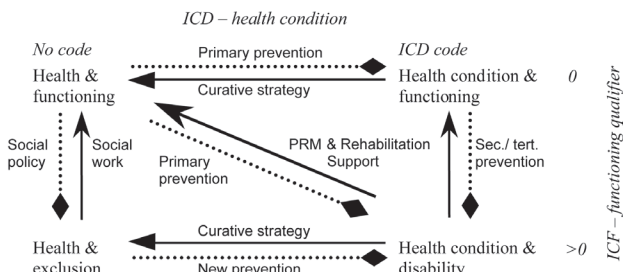 ICD – health condition
No code
ICD code
Primary prevention
Health &
functioning
Curative strategy
Health condition &
functioning
0
Social
policy
Social
work
Primary
prevention
PRM & Rehabilitation
Support
Sec./ tert.
prevention
ICF – functioning qualifier
Curative strategy
Health &
exclusion
New prevention
Health condition &
disability
>0